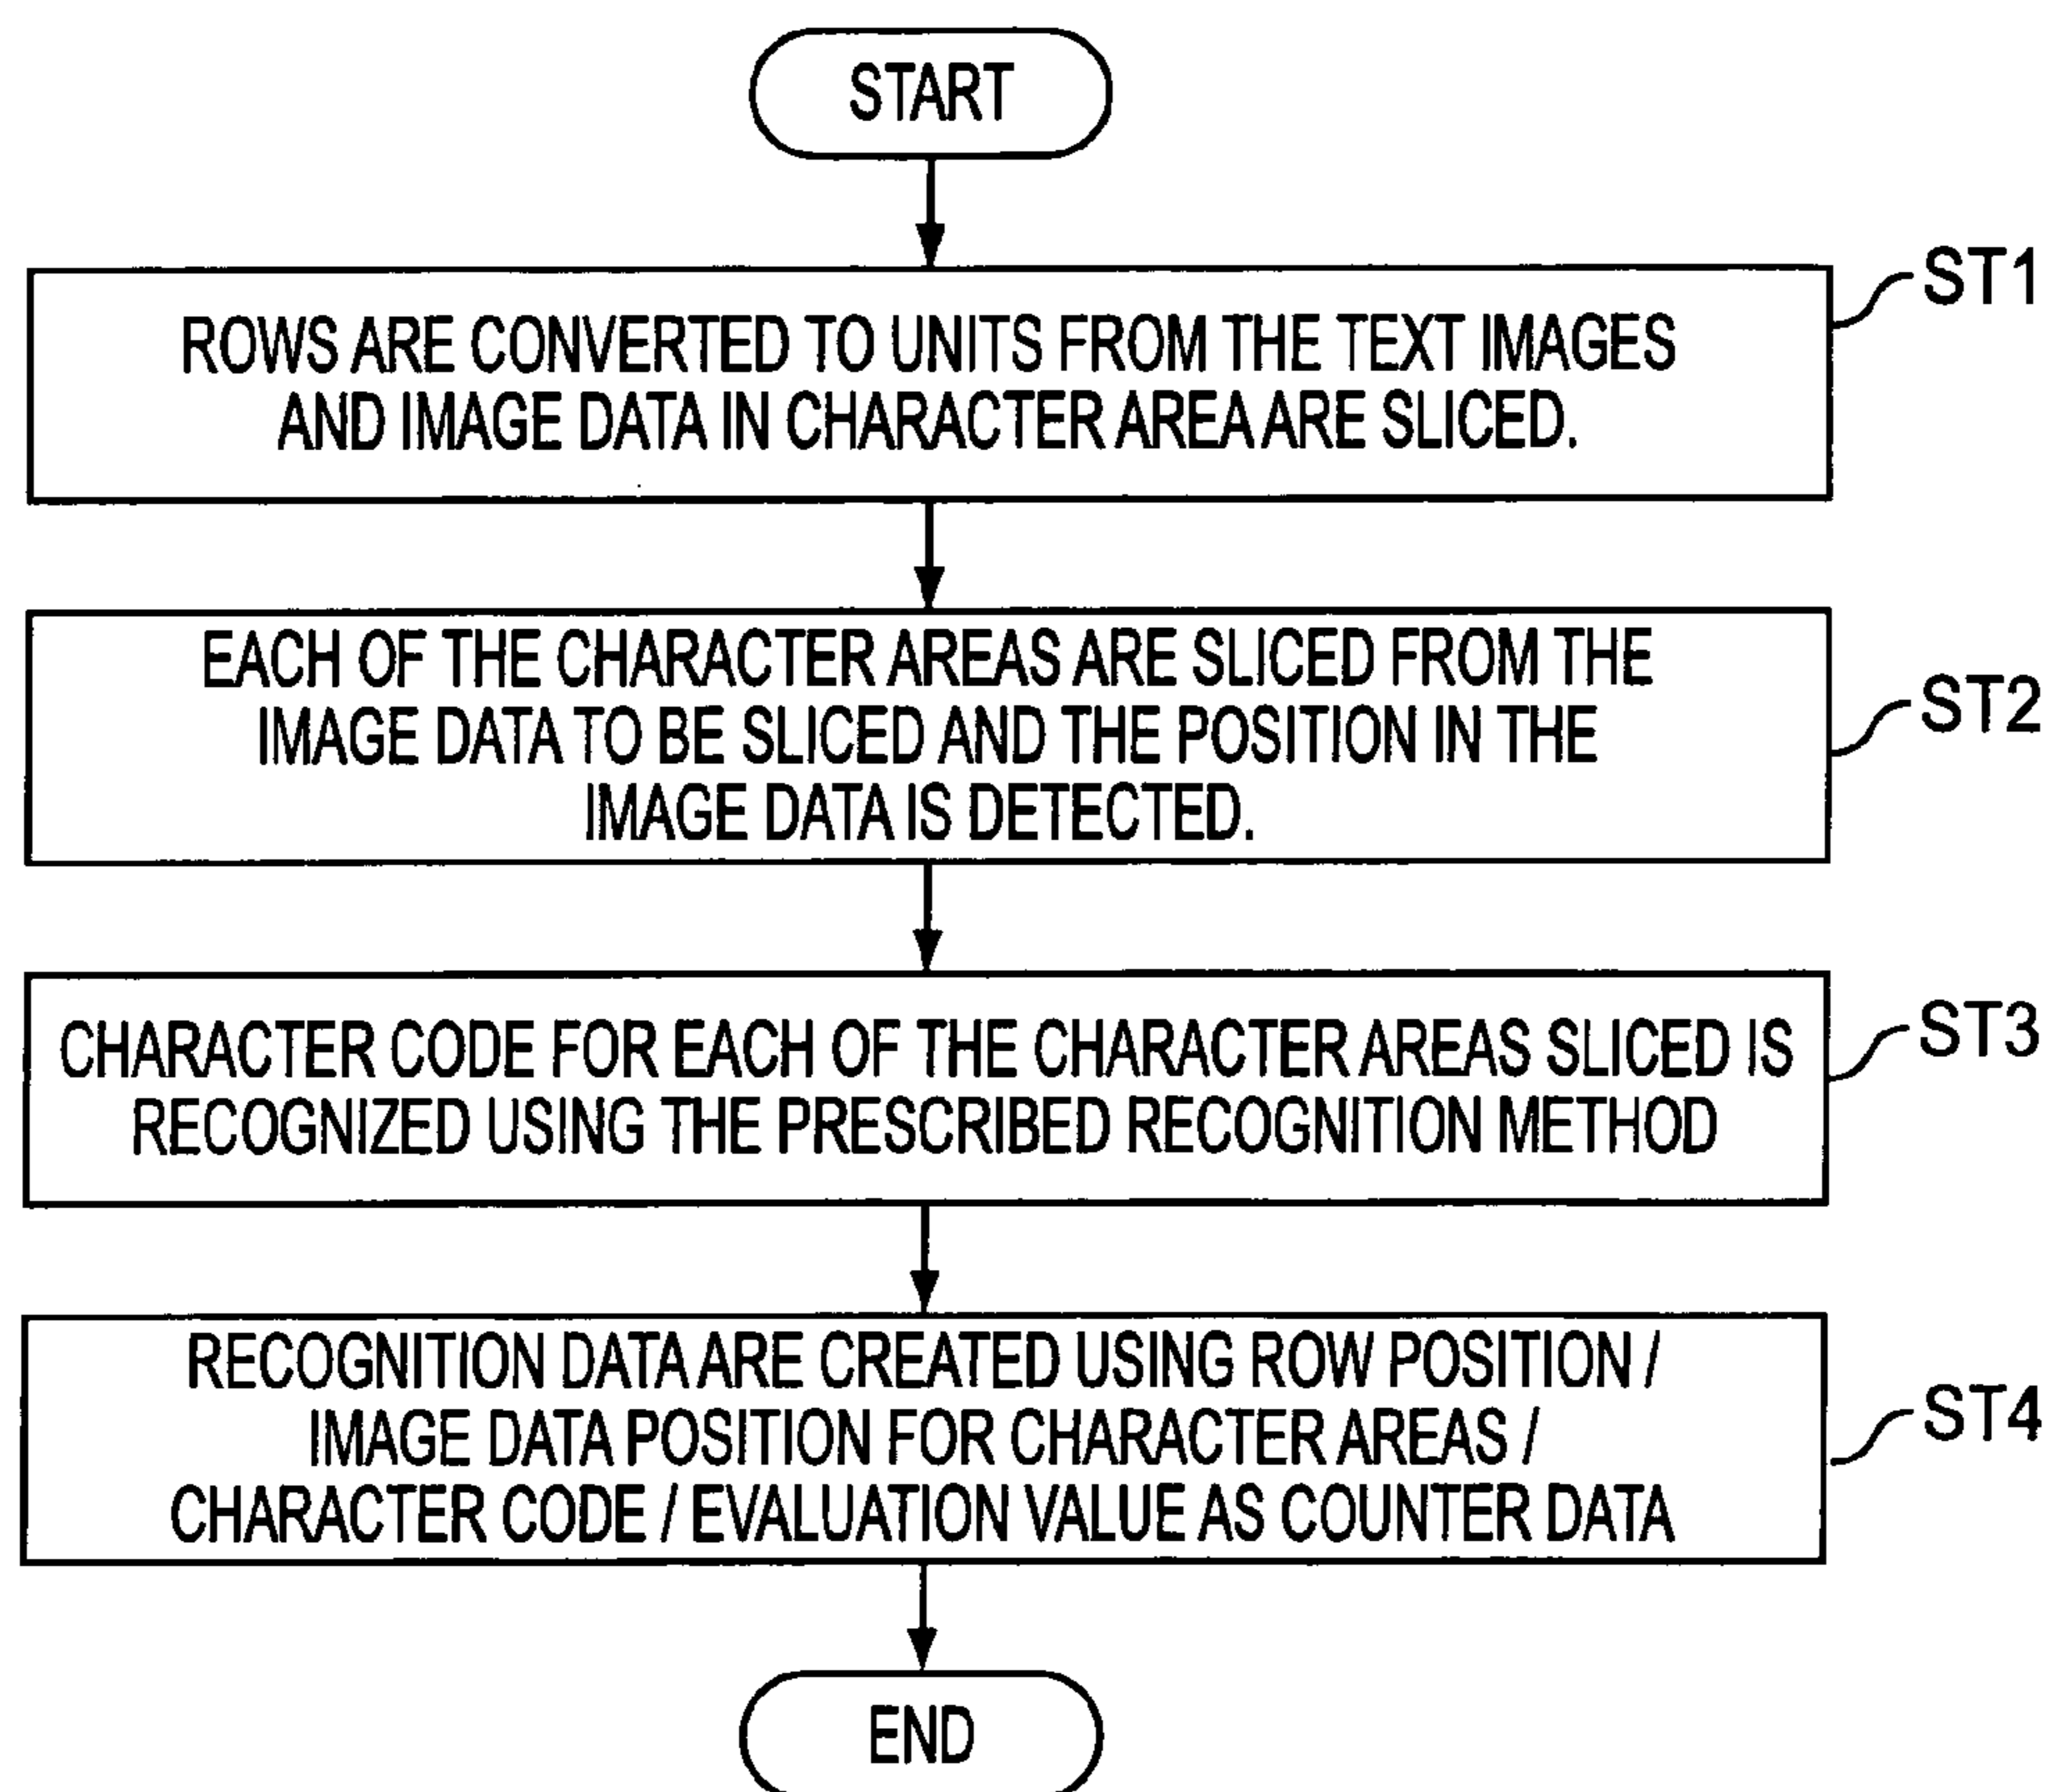 START
ST1
ROWS ARE CONVERTED TO UNITS FROM THE TEXT IMAGES
AND IMAGE DATA IN CHARACTER AREA ARE SLICED.
EACH OF THE CHARACTER AREAS ARE SLICED FROM THE
ST2
IMAGE DATA TO BE SLICED AND THE POSITION IN THE
IMAGE DATA IS DETECTED.
ST3
CHARACTER CODE FOR EACH OF THE CHARACTER AREAS SLICED IS
RECOGNIZED USING THE PRESCRIBED RECOGNITION METHOD
RECOGNITION DATA ARE CREATED USING ROW POSITION /
ST4
IMAGE DATA POSITION FOR CHARACTER AREAS /
CHARACTER CODE / EVALUATION VALUE AS COUNTER DATA
END